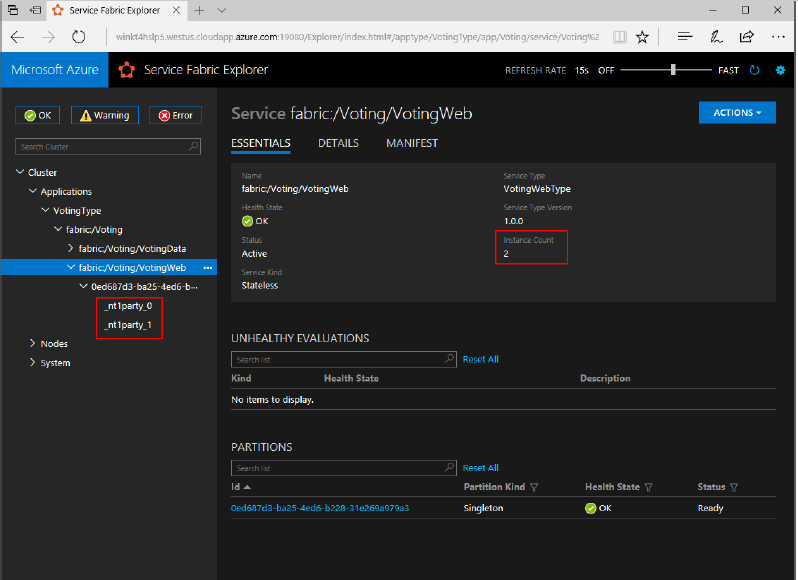 Service Fabric Explorer
winkt4hslp5.westus.cloudapp.azure.com:19080/Explorer/index.html#/apptype/VotingType/app/Voting/service/Voting%2
Microsoft Azure
Service Fabric Explorer
REFRESH RATE 15s OFF FAST
OK
Warning
Error
Search Cluster
Cluster
Applications
VotingType
fabric:/Voting
fabric:/Voting/VotingData
fabric:/Voting/VotingWeb
0ed687d3-ba25-4ed6-b...
_nt1party_0
_nt1party_1
Nodes
System
Service fabric:/Voting/VotingWeb
ACTIONS
ESSENTIALS DETAILS MANIFEST
Name
fabric:/Voting/VotingWeb
Health State
OK
Status
Active
Service Kind
Stateless
Service Type
VotingWebType
Service Type Version
1.0.0
Instance Count
2
UNHEALTHY EVALUATIONS
Search list
Reset All
Kind Health State Description
No items to display.
PARTITIONS
Search list
Reset All
Id Partition Kind Health State Status
0ed687d3-ba25-4ed6-b228-31e269a979a3 Singleton OK Ready